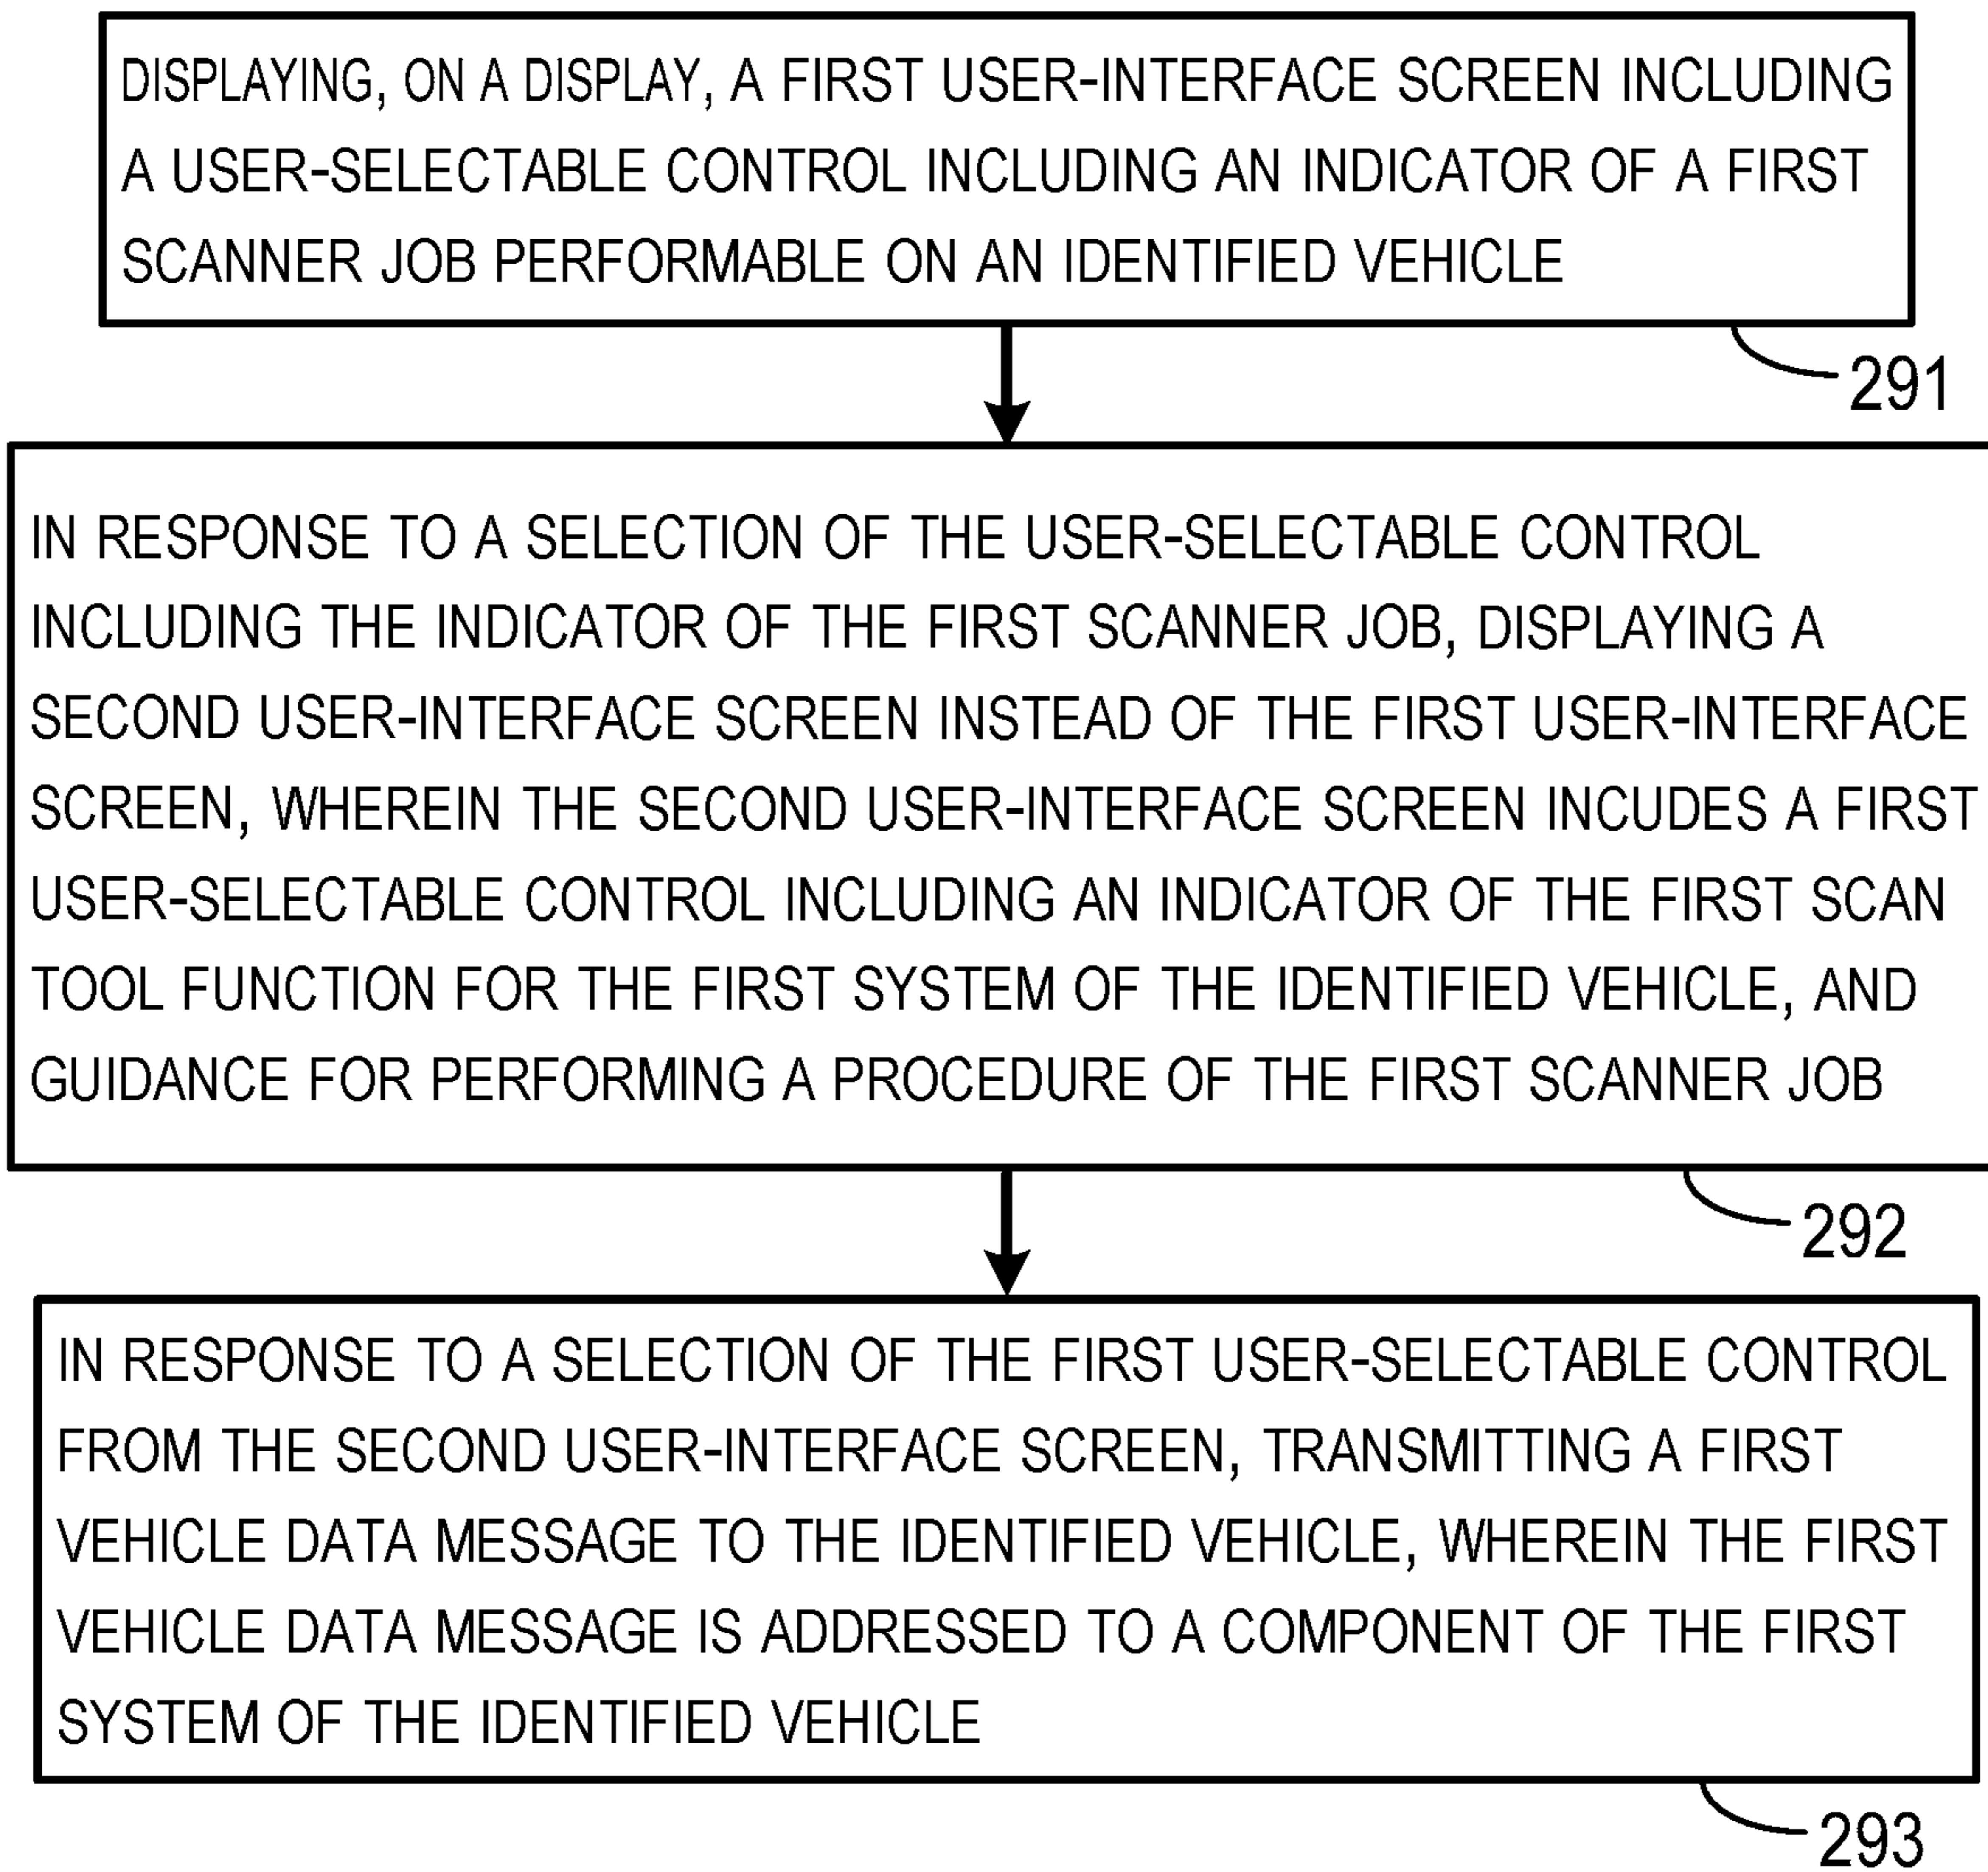 DISPLAYING, ON A DISPLAY, A FIRST USER-INTERFACE SCREEN INCLUDING
A USER-SELECTABLE CONTROL INCLUDING AN INDICATOR OF A FIRST
SCANNER JOB PERFORMABLE ON AN IDENTIFIED VEHICLE
291
IN RESPONSE TO A SELECTION OF THE USER-SELECTABLE CONTROL
INCLUDING THE INDICATOR OF THE FIRST SCANNER JOB, DISPLAYING A
SECOND USER-INTERFACE SCREEN INSTEAD OF THE FIRST USER-INTERFACE
SCREEN, WHEREIN THE SECOND USER-INTERFACE SCREEN INCUDES A FIRST
USER-SELECTABLE CONTROL INCLUDING AN INDICATOR OF THE FIRST SCAN
TOOL FUNCTION FOR THE FIRST SYSTEM OF THE IDENTIFIED VEHICLE, AND
GUIDANCE FOR PERFORMING A PROCEDURE OF THE FIRST SCANNER JOB
292
IN RESPONSE TO A SELECTION OF THE FIRST USER-SELECTABLE CONTROL
FROM THE SECOND USER-INTERFACE SCREEN, TRANSMITTING A FIRST
VEHICLE DATA MESSAGE TO THE IDENTIFIED VEHICLE, WHEREIN THE FIRST
VEHICLE DATA MESSAGE IS ADDRESSED TO A COMPONENT OF THE FIRST
SYSTEM OF THE IDENTIFIED VEHICLE
293